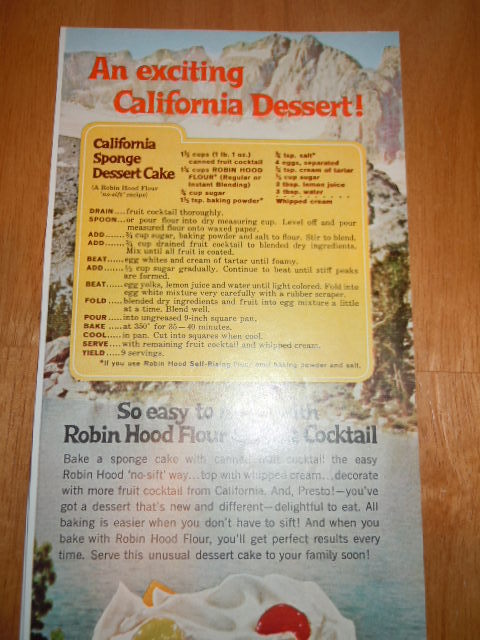 An exciting
California Dessert!
California
Sponge
Dessert Cake
(A Robin Hood Flour
'no-sift' recipe)
1½ cups (1 lb. 1 oz.)
canned fruit cocktail
1¼ cups ROBIN HOOD
FLOUR* (Regular or
Instant Blending)
¾ cup sugar
1½ tsp. baking powder*
tsp. salt*
4 eggs, separated
tsp. cream of tartar
½ cup sugar
2 tbsp. lemon juice
2 tbsp. water
Whipped cream
DRAIN....fruit cocktail thoroughly.
SPOON...or pour flour into dry measuring cup. Level off and pour
measured flour onto waxed paper.
ADD......¾ cup sugar, baking powder and salt to flour. Stir to blend.
ADD......¾ cup drained fruit cocktail to blended dry ingredients.
Mix until all fruit is coated.
BEAT.....egg whites and cream of tartar until foamy.
ADD......½ cup sugar gradually. Continue to beat until stiff peaks
are formed.
BEAT.....egg yolks, lemon juice and water until light colored. Fold into
egg white mixture very carefully with a rubber scraper.
FOLD.....blended dry ingredients and fruit into egg mixture a little
at a time. Blend well.
POUR.....into ungreased 9-inch square pan.
BAKE.....at 350° for 35—40 minutes.
COOL.....in pan. Cut into squares when cool.
SERVE....with remaining fruit cocktail and whipped cream.
YIELD.....9 servings.
*If you use Robin Hood Self-Rising Flour omit baking powder and salt.
So easy to with
Robin Hood Flour Cocktail
Bake a sponge cake with canned fruit cocktail the easy
Robin Hood 'no-sift' way...top with whipped cream...decorate
with more fruit cocktail from California. And, Presto!—you've
got a dessert that's new and different—delightful to eat. All
baking is easier when you don't have to sift! And when you
bake with Robin Hood Flour, you'll get perfect results every
time. Serve this unusual dessert cake to your family soon!